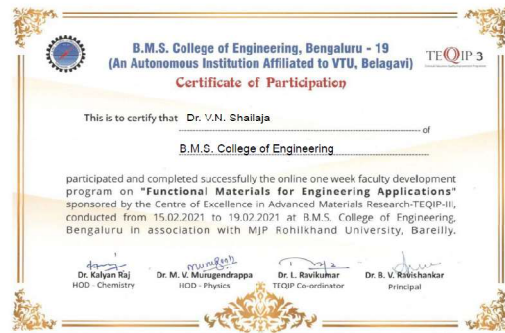 B.M.S. College of Engineering, Bengaluru - 19
(An Autonomous Institution Affiliated to VTU, Belagavi)
TEQIP 3
Certificate of Participation
This is to certify that Dr. V.N. Shailaja
of
B.M.S. College of Engineering
participated and completed successfully the online one week faculty development
program on "Functional Materials for Engineering Applications"
sponsored by the Centre of Excellence in Advanced Materials Research-TEQIP-III,
conducted from 15.02.2021 to 19.02.2021 at B.M.S. College of Engineering,
Bengaluru in association with MJP Rohilkhand University, Bareilly.
Dr. Kalyan Raj Dr. M. V. Murugendrappa Dr. L. Ravikumar Dr. B. V. Ravichankar
HOD - Chemistry HOD - Physics TEQIP Co-ordinator Principal